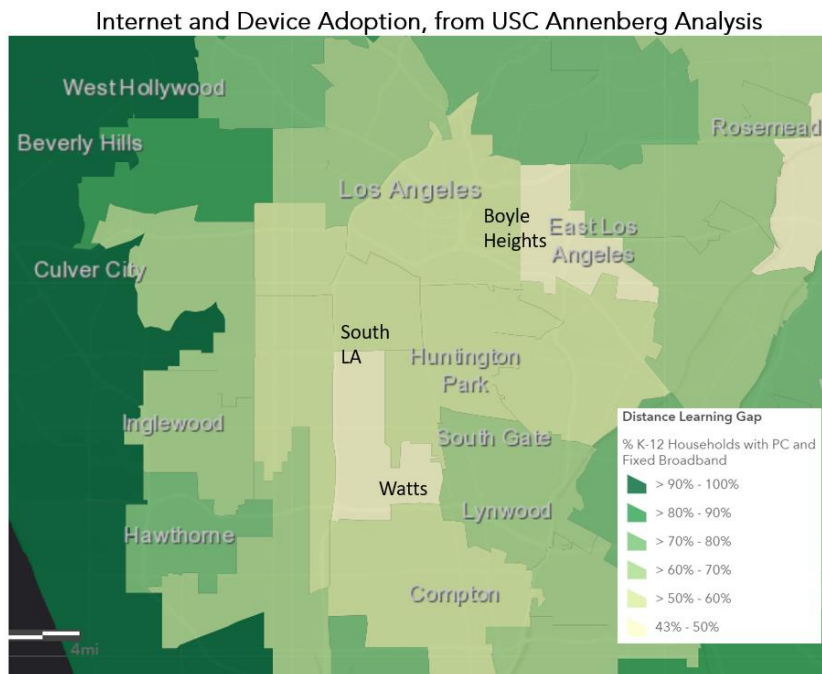 Internet and Device Adoption, from USC Annenberg Analysis
West Hollywood
Beverly Hills
Rosemead
Los Angeles
Boyle
Heights
East Los
Angeles
Culver City
South
LA
Huntington
Park
Inglewood
South Gate
Watts
Lynwood
Hawthorne
Compton
4mi
Distance Learning Gap
% K-12 Households with PC and
Fixed Broadband
> 90% - 100%
> 80% - 90%
> 70% - 80%
> 60% - 70%
> 50% - 60%
43% - 50%